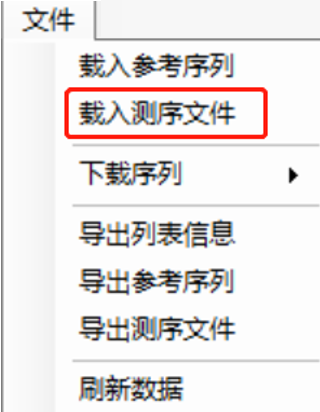 文件
载入参考序列
载入测序文件
下载序列
导出列表信息
导出参考序列
导出测序文件
刷新数据